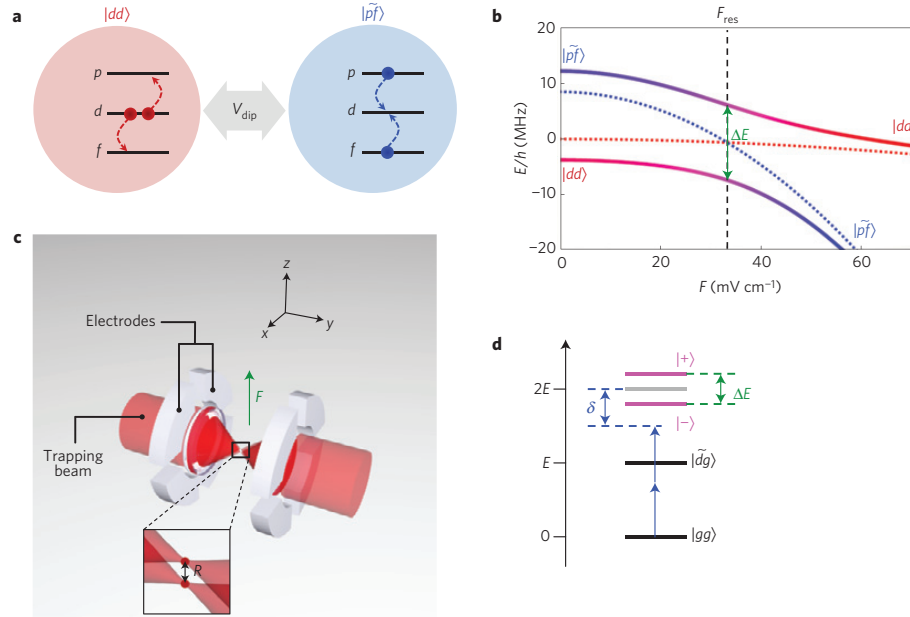 a
|dd⟩
|p̃f⟩
p
d
f
V_dip
p
d
f
b
F_res
|p̃f⟩
|dd⟩
ΔE
|dd
|p̃f⟩
E/h (MHz)
10
0
−10
−20
0
20
40
60
F (mV cm⁻¹)
c
Electrodes
z
x
y
F
Trapping
beam
R
d
|+⟩
2E
δ
ΔE
|−⟩
E
|d̃g⟩
0
|gg⟩